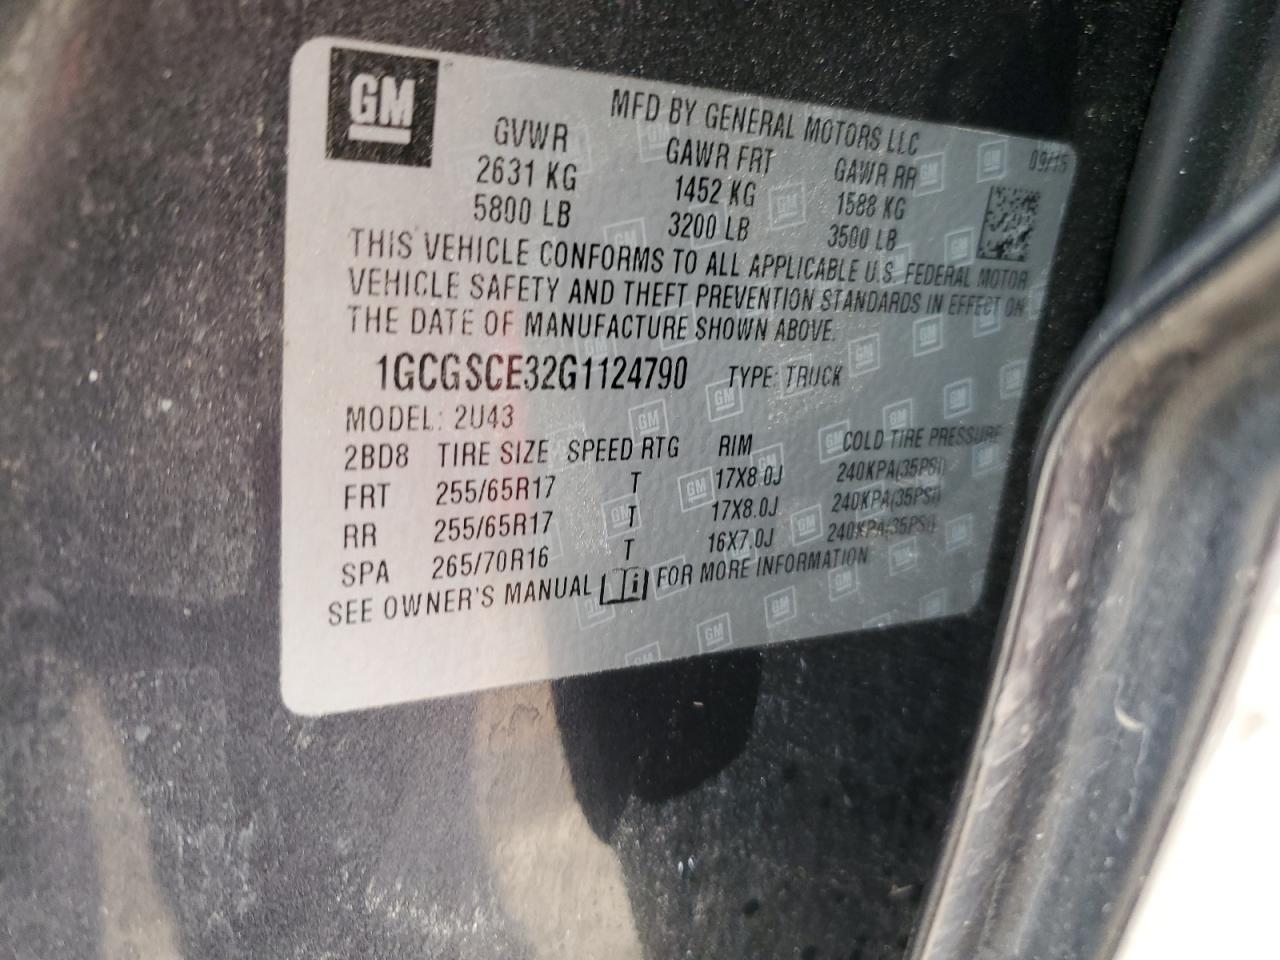 GM
MFD BY GENERAL MOTORS LLC
09/15
GVWR GAWR FRT GAWR RR
2631 KG 1452 KG 1588 KG
5800 LB 3200 LB 3500 LB
THIS VEHICLE CONFORMS TO ALL APPLICABLE U.S. FEDERAL MOTOR
VEHICLE SAFETY AND THEFT PREVENTION STANDARDS IN EFFECT ON
THE DATE OF MANUFACTURE SHOWN ABOVE.
1GCGSCE32G1124790 TYPE: TRUCK
MODEL: 2U43
2BD8 TIRE SIZE SPEED RTG RIM COLD TIRE PRESSURE
FRT 255/65R17 T 17X8.0J 240KPA(35PSI)
RR 255/65R17 T 17X8.0J 240KPA(35PSI)
SPA 265/70R16 T 16X7.0J 240KPA(35PSI)
SEE OWNER'S MANUAL i FOR MORE INFORMATION